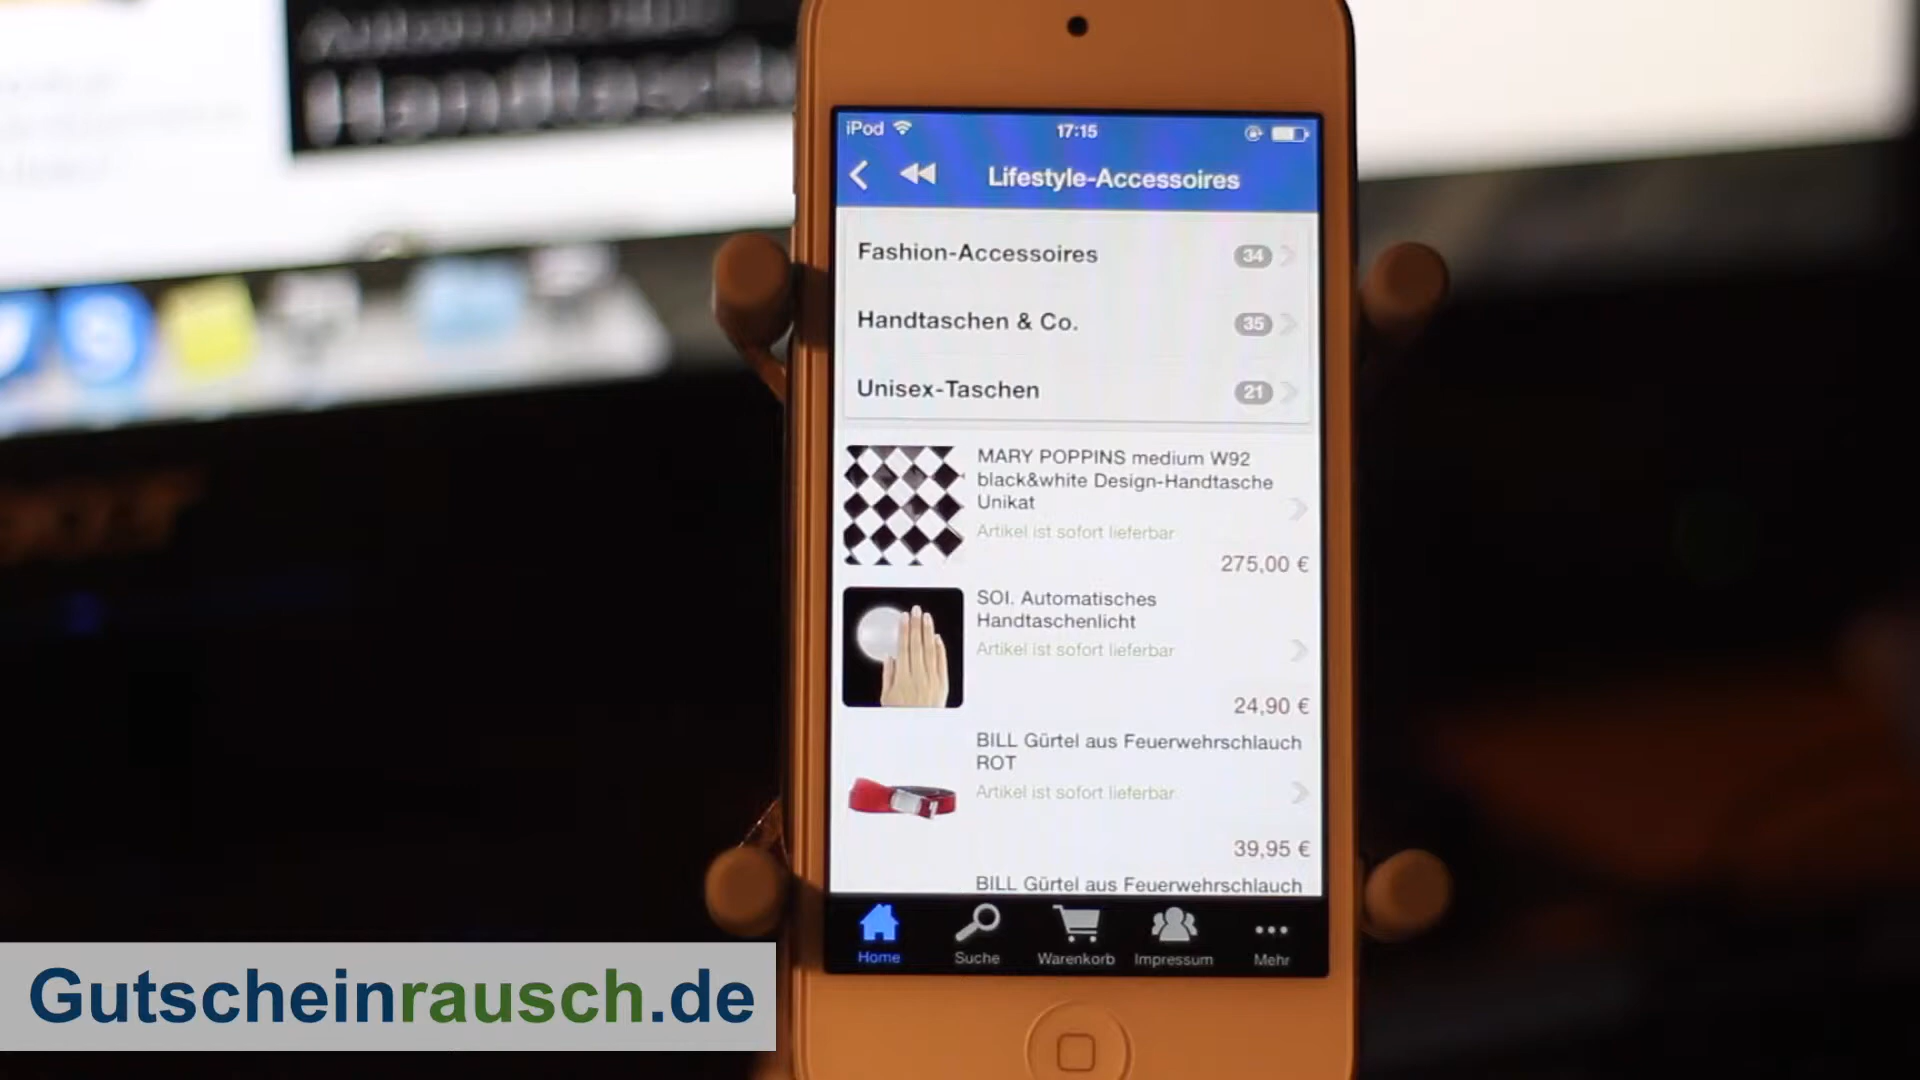 Handtasche
iPod
17:15
Lifestyle-Accessoires
Fashion-Accessoires
34
Handtaschen & Co.
35
Unisex-Taschen
21
MARY POPPINS medium W92
black&white Design-Handtasche
Unikat
Artikel ist sofort lieferbar
275,00 €
SOI. Automatisches
Handtaschenlicht
Artikel ist sofort lieferbar
24,90 €
BILL Gürtel aus Feuerwehrschlauch
ROT
Artikel ist sofort lieferbar
39,95 €
BILL Gürtel aus Feuerwehrschlauch
Home
Suche
Warenkorb
Impressum
Mehr
Gutscheinrausch.de